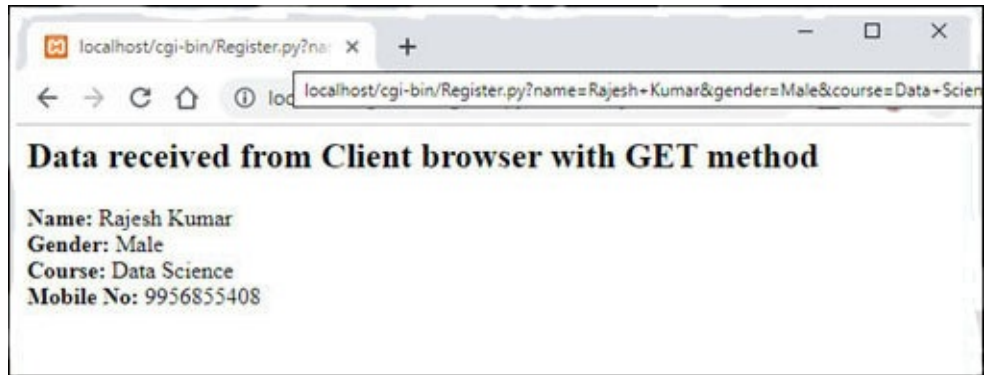 localhost/cgi-bin/Register.py?na
localhost/cgi-bin/Register.py?name=Rajesh+Kumar&gender=Male&course=Data+Scien
loc
Data received from Client browser with GET method
Name: Rajesh Kumar
Gender: Male
Course: Data Science
Mobile No: 9956855408